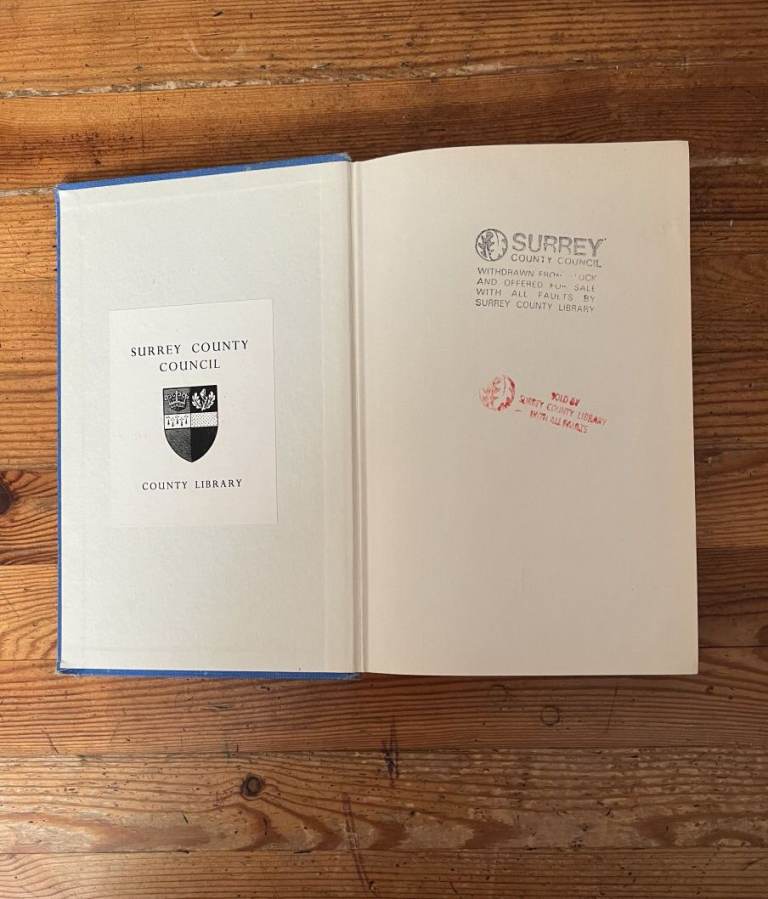 SURREY COUNTY
COUNCIL
COUNTY LIBRARY
SURREY
COUNTY COUNCIL
WITHDRAWN FROM STOCK
AND OFFERED FOR SALE
WITH ALL FAULTS BY
SURREY COUNTY LIBRARY
SOLD BY
SURREY COUNTY LIBRARY
WITH ALL FAULTS